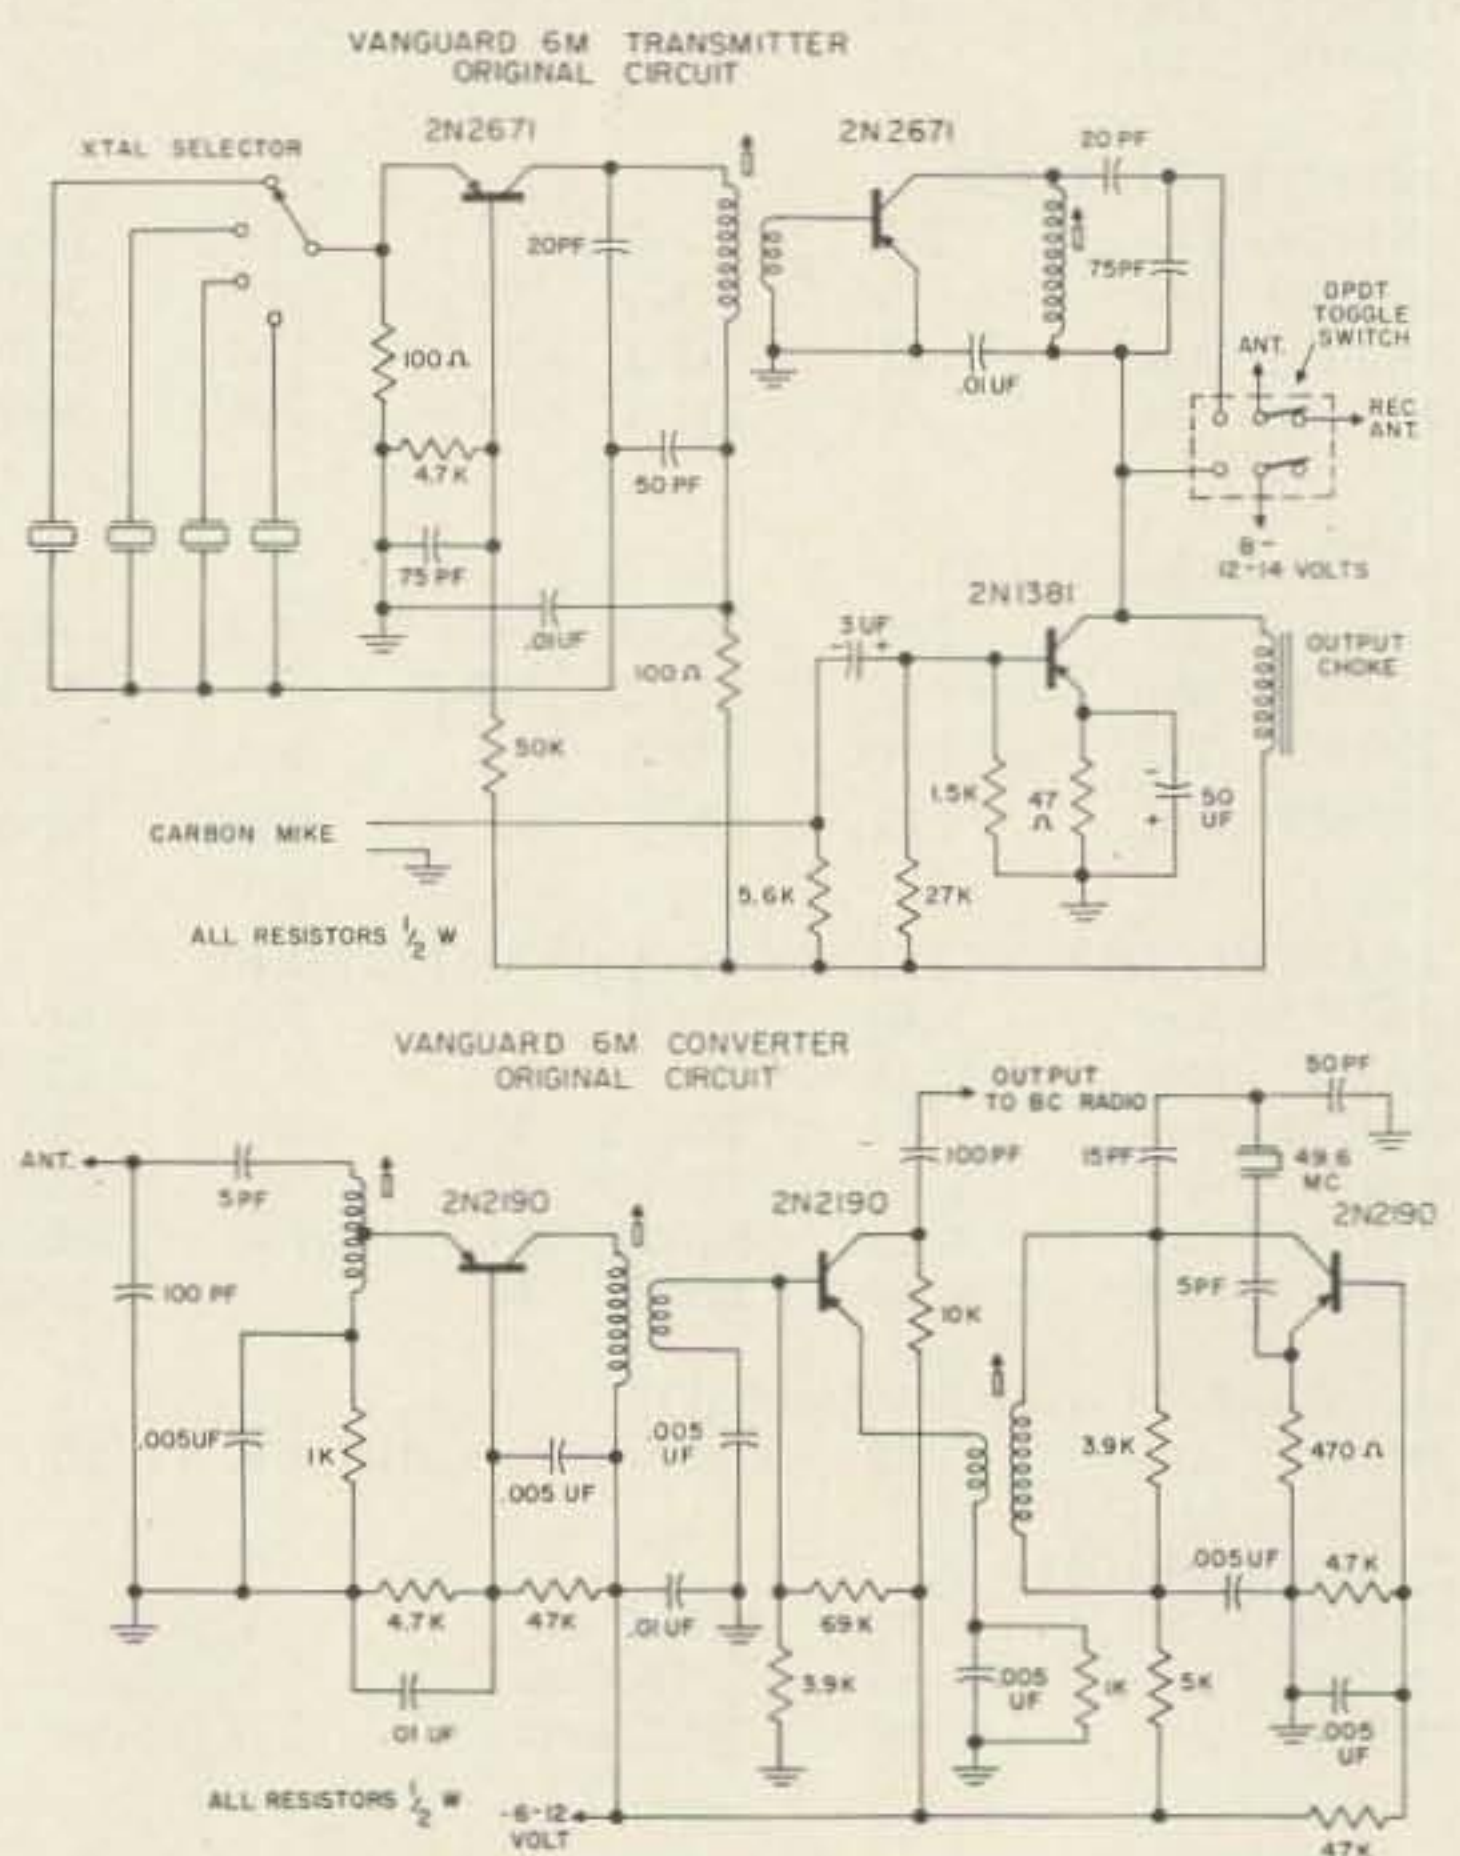 VANGUARD 6M TRANSMITTER
ORIGINAL CIRCUIT
XTAL SELECTOR
2N2671
2N2671
20 PF
20PF
75PF
DPDT
TOGGLE
SWITCH
ANT.
REC.
ANT.
100 Ω
.01 UF
4.7K
50 PF
75 PF
B-
12-14 VOLTS
2N1381
.01UF
3 UF
- +
100 Ω
OUTPUT
CHOKE
50K
1.5K
47
Ω
-
+
50
UF
CARBON MIKE
5.6K
27K
ALL RESISTORS 1/2 W
VANGUARD 6M CONVERTER
ORIGINAL CIRCUIT
OUTPUT
TO BC RADIO
50 PF
ANT.
5 PF
2N2190
2N2190
100 PF
15 PF
49.6
MC
2N2190
100 PF
10K
5PF
.005UF
1K
.005 UF
.005
UF
3.9K
470 Ω
4.7K
47K
.01 UF
69K
.005UF
47K
.01 UF
3.9K
.005
UF
1K
5K
.005
UF
ALL RESISTORS 1/2 W
-6-12
VOLT
47K